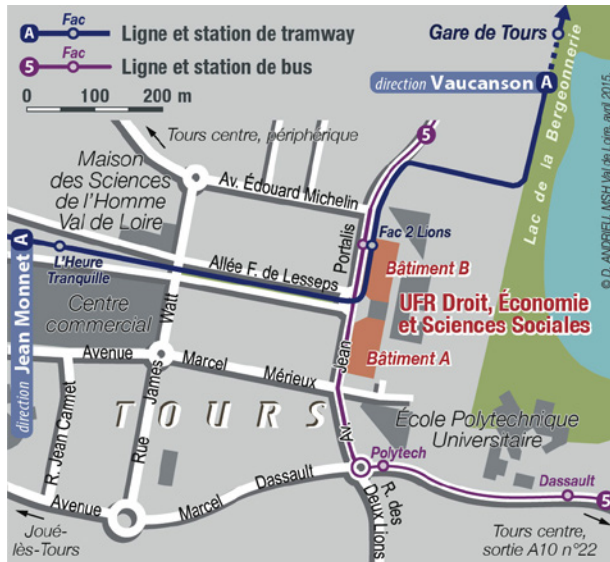 A Fac Ligne et station de tramway
5 Fac Ligne et station de bus
0 100 200 m
Gare de Tours
direction Vaucanson A
Tours centre, périphérique
5
Maison
des Sciences
de l'Homme
Val de Loire
Av. Édouard Michelin
Lac de la Bergeonnerie
© D. ANDRIEU, MSH Val de Loire, avril 2015
A
direction Jean Monnet
L'Heure
Tranquille
Allée F. de Lesseps
Fac 2 Lions
Bâtiment B
UFR Droit, Économie
et Sciences Sociales
Bâtiment A
Centre
commercial
Av. Jean Portalis
Rue James Watt
Avenue Marcel Mérieux
R. Jean Carmet
TOURS
École Polytechnique
Universitaire
Polytech
Dassault
5
Avenue Marcel Dassault
R. des
Deux Lions
Joué-
lès-Tours
Tours centre,
sortie A10 n°22